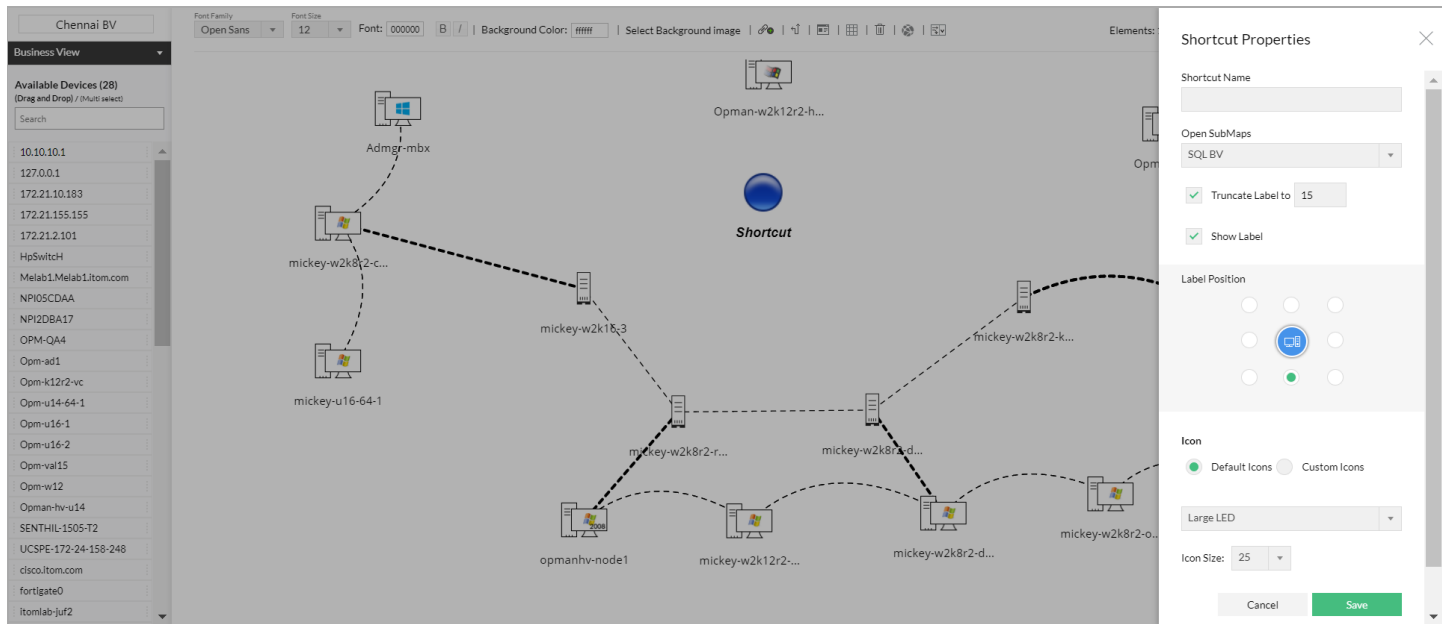 Chennai BV
Business View
Available Devices (28)
(Drag and Drop) / (Multi select)
Search
10.10.10.1
127.0.0.1
172.21.10.183
172.21.155.155
172.21.2.101
HpSwitcH
Melab1.Melab1.itom.com
NPI05CDAA
NPI2DBA17
OPM-QA4
Opm-ad1
Opm-k12r2-vc
Opm-u14-64-1
Opm-u16-1
Opm-u16-2
Opm-val15
Opm-w12
Opman-hv-u14
SENTHIL-1505-T2
UCSPE-172-24-158-248
cisco.itom.com
fortigate0
itomlab-juf2
Font Family
Open Sans
Font Size
12
Font: 000000 B I | Background Color: ffffff | Select Background image
Elements:
Opman-w2k12r2-h...
Admgr-mbx
Opm
Shortcut
mickey-w2k8r2-c...
mickey-w2k16-3
mickey-w2k8r2-k...
mickey-u16-64-1
mickey-w2k8r2-r...
mickey-w2k8r2-d...
2008
opmanhv-node1
mickey-w2k12r2-...
mickey-w2k8r2-d...
mickey-w2k8r2-o..
Shortcut Properties
Shortcut Name
Open SubMaps
SQL BV
Truncate Label to 15
Show Label
Label Position
Icon
Default Icons Custom Icons
Large LED
Icon Size: 25
Cancel Save